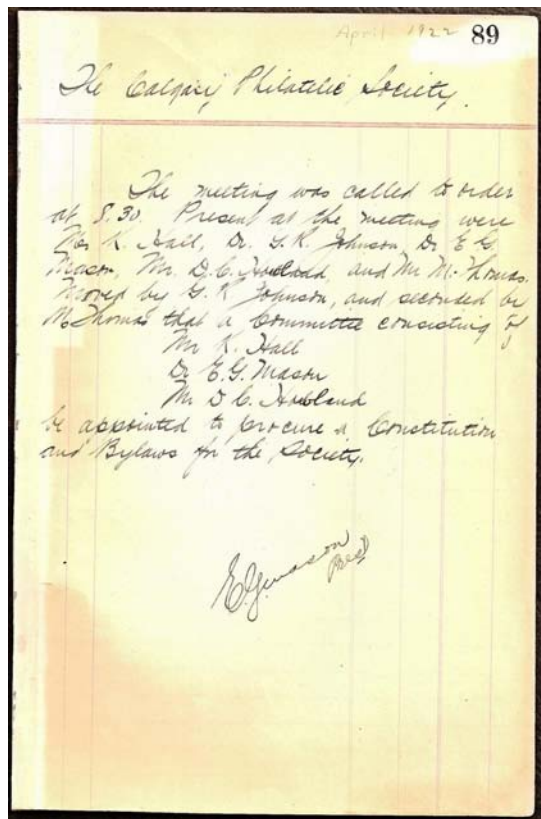 April 1922 89
The Calgary Philatelic Society.
The meeting was called to order
at 8.30. Present at the meeting were
Mr K. Hall, Dr. G.R. Johnson, Dr E G.
Mason, Mr. D.C. Howland, and Mr M. Thomas.
Moved by G. R Johnson, and seconded by
M Thomas that a Committee consisting of
Mr K. Hall
Dr E.G. Mason
Mr D C. Howland
be appointed to procure a Constitution
and Bylaws for the Society.
E.G. Mason
Pres